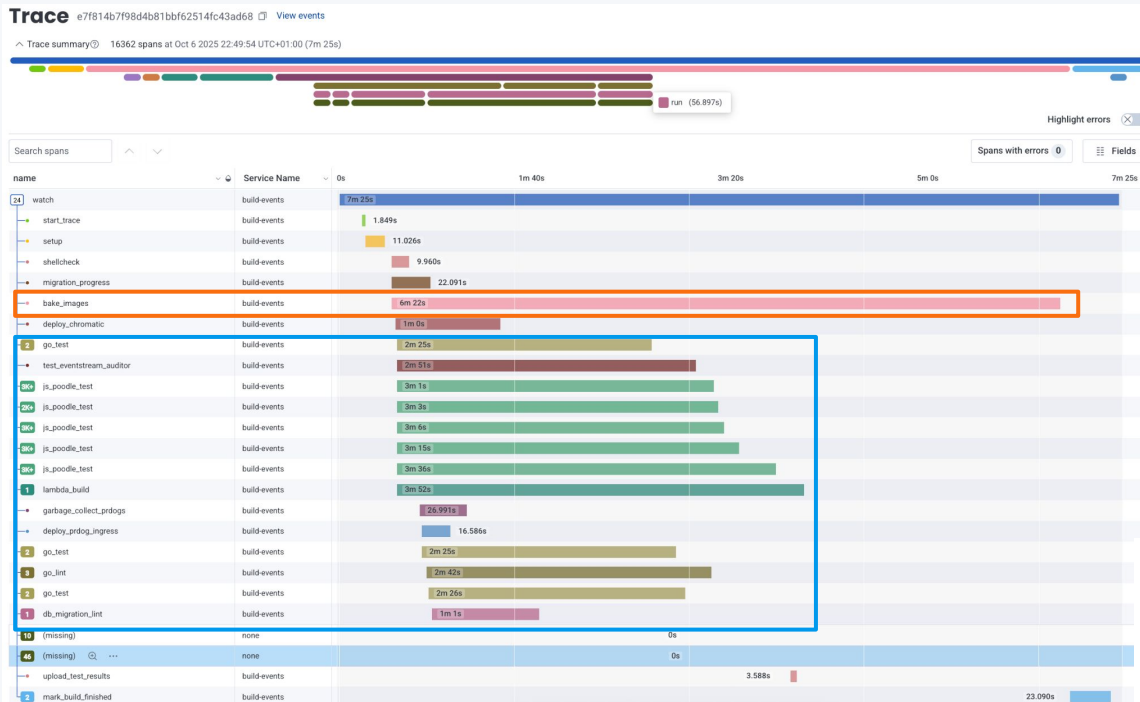 Trace e7f814b7f98d4b81bbf62514fc43ad68 View events
Trace summary 16362 spans at Oct 6 2025 22:49:54 UTC+01:00 (7m 25s)
run (56.897s)
Highlight errors
Search spans Spans with errors 0 Fields
name Service Name 0s 1m 40s 3m 20s 5m 0s 7m 25s
24 watch build-events 7m 25s
start_trace build-events 1.849s
setup build-events 11.026s
shellcheck build-events 9.960s
migration_progress build-events 22.091s
bake_images build-events 6m 22s
deploy_chromatic build-events 1m 0s
2 go_test build-events 2m 25s
test_eventstream_auditor build-events 2m 51s
3K+ js_poodle_test build-events 3m 1s
2K+ js_poodle_test build-events 3m 3s
3K+ js_poodle_test build-events 3m 6s
3K+ js_poodle_test build-events 3m 15s
3K+ js_poodle_test build-events 3m 36s
1 lambda_build build-events 3m 52s
garbage_collect_prdogs build-events 26.991s
deploy_prdog_ingress build-events 16.586s
2 go_test build-events 2m 25s
3 go_lint build-events 2m 42s
2 go_test build-events 2m 26s
1 db_migration_lint build-events 1m 1s
10 (missing) none 0s
46 (missing) ··· none 0s
upload_test_results build-events 3.588s
2 mark_build_finished build-events 23.090s